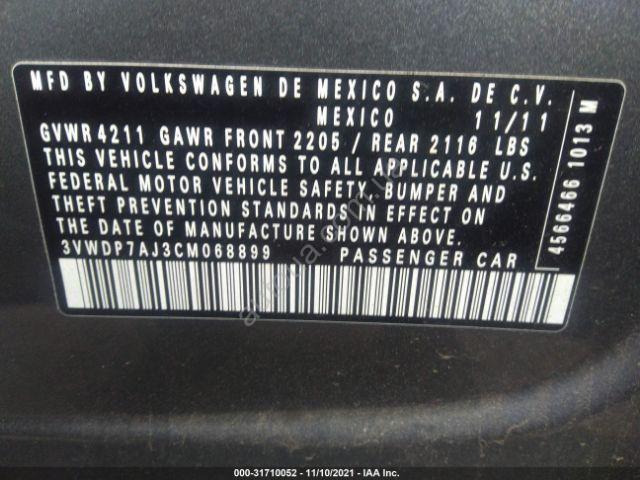 MFD BY VOLKSWAGEN DE MEXICO S.A. DE C.V.
MEXICO 11/11
GVWR 4211 GAWR FRONT 2205 / REAR 2116 LBS
THIS VEHICLE CONFORMS TO ALL APPLICABLE U.S.
FEDERAL MOTOR VEHICLE SAFETY, BUMPER AND
THEFT PREVENTION STANDARDS IN EFFECT ON
THE DATE OF MANUFACTURE SHOWN ABOVE.
3VWDP7AJ3CM068899 PASSENGER CAR
4566466 1013 M
000-31710052 - 11/10/2021 - IAA Inc.